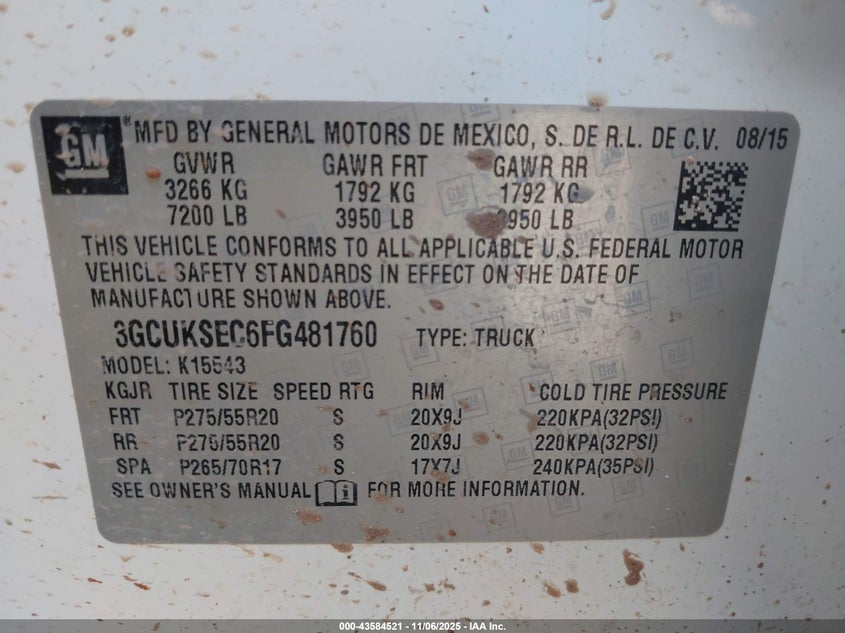 GM
® MFD BY GENERAL MOTORS DE MEXICO, S. DE R.L. DE C.V. 08/15
GVWR GAWR FRT GAWR RR
3266 KG 1792 KG 1792 KG
7200 LB 3950 LB 3950 LB
THIS VEHICLE CONFORMS TO ALL APPLICABLE U.S. FEDERAL MOTOR
VEHICLE SAFETY STANDARDS IN EFFECT ON THE DATE OF
MANUFACTURE SHOWN ABOVE.
3GCUKSEC6FG481760 TYPE: TRUCK
MODEL: K15543
KGJR TIRE SIZE SPEED RTG RIM COLD TIRE PRESSURE
FRT P275/55R20 S 20X9J 220KPA(32PSI)
RR P275/55R20 S 20X9J 220KPA(32PSI)
SPA P265/70R17 S 17X7J 240KPA(35PSI)
SEE OWNER'S MANUAL FOR MORE INFORMATION.
000-43584521 - 11/06/2025 - IAA Inc.